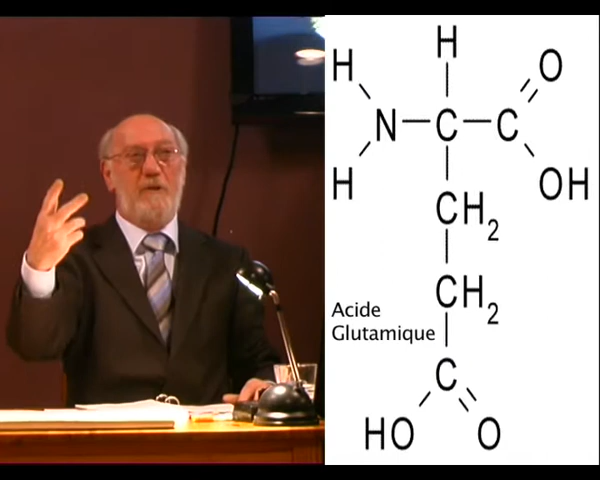 H
H O
N C C
H OH
CH2
CH2
Acide
Glutamique
C
HO O